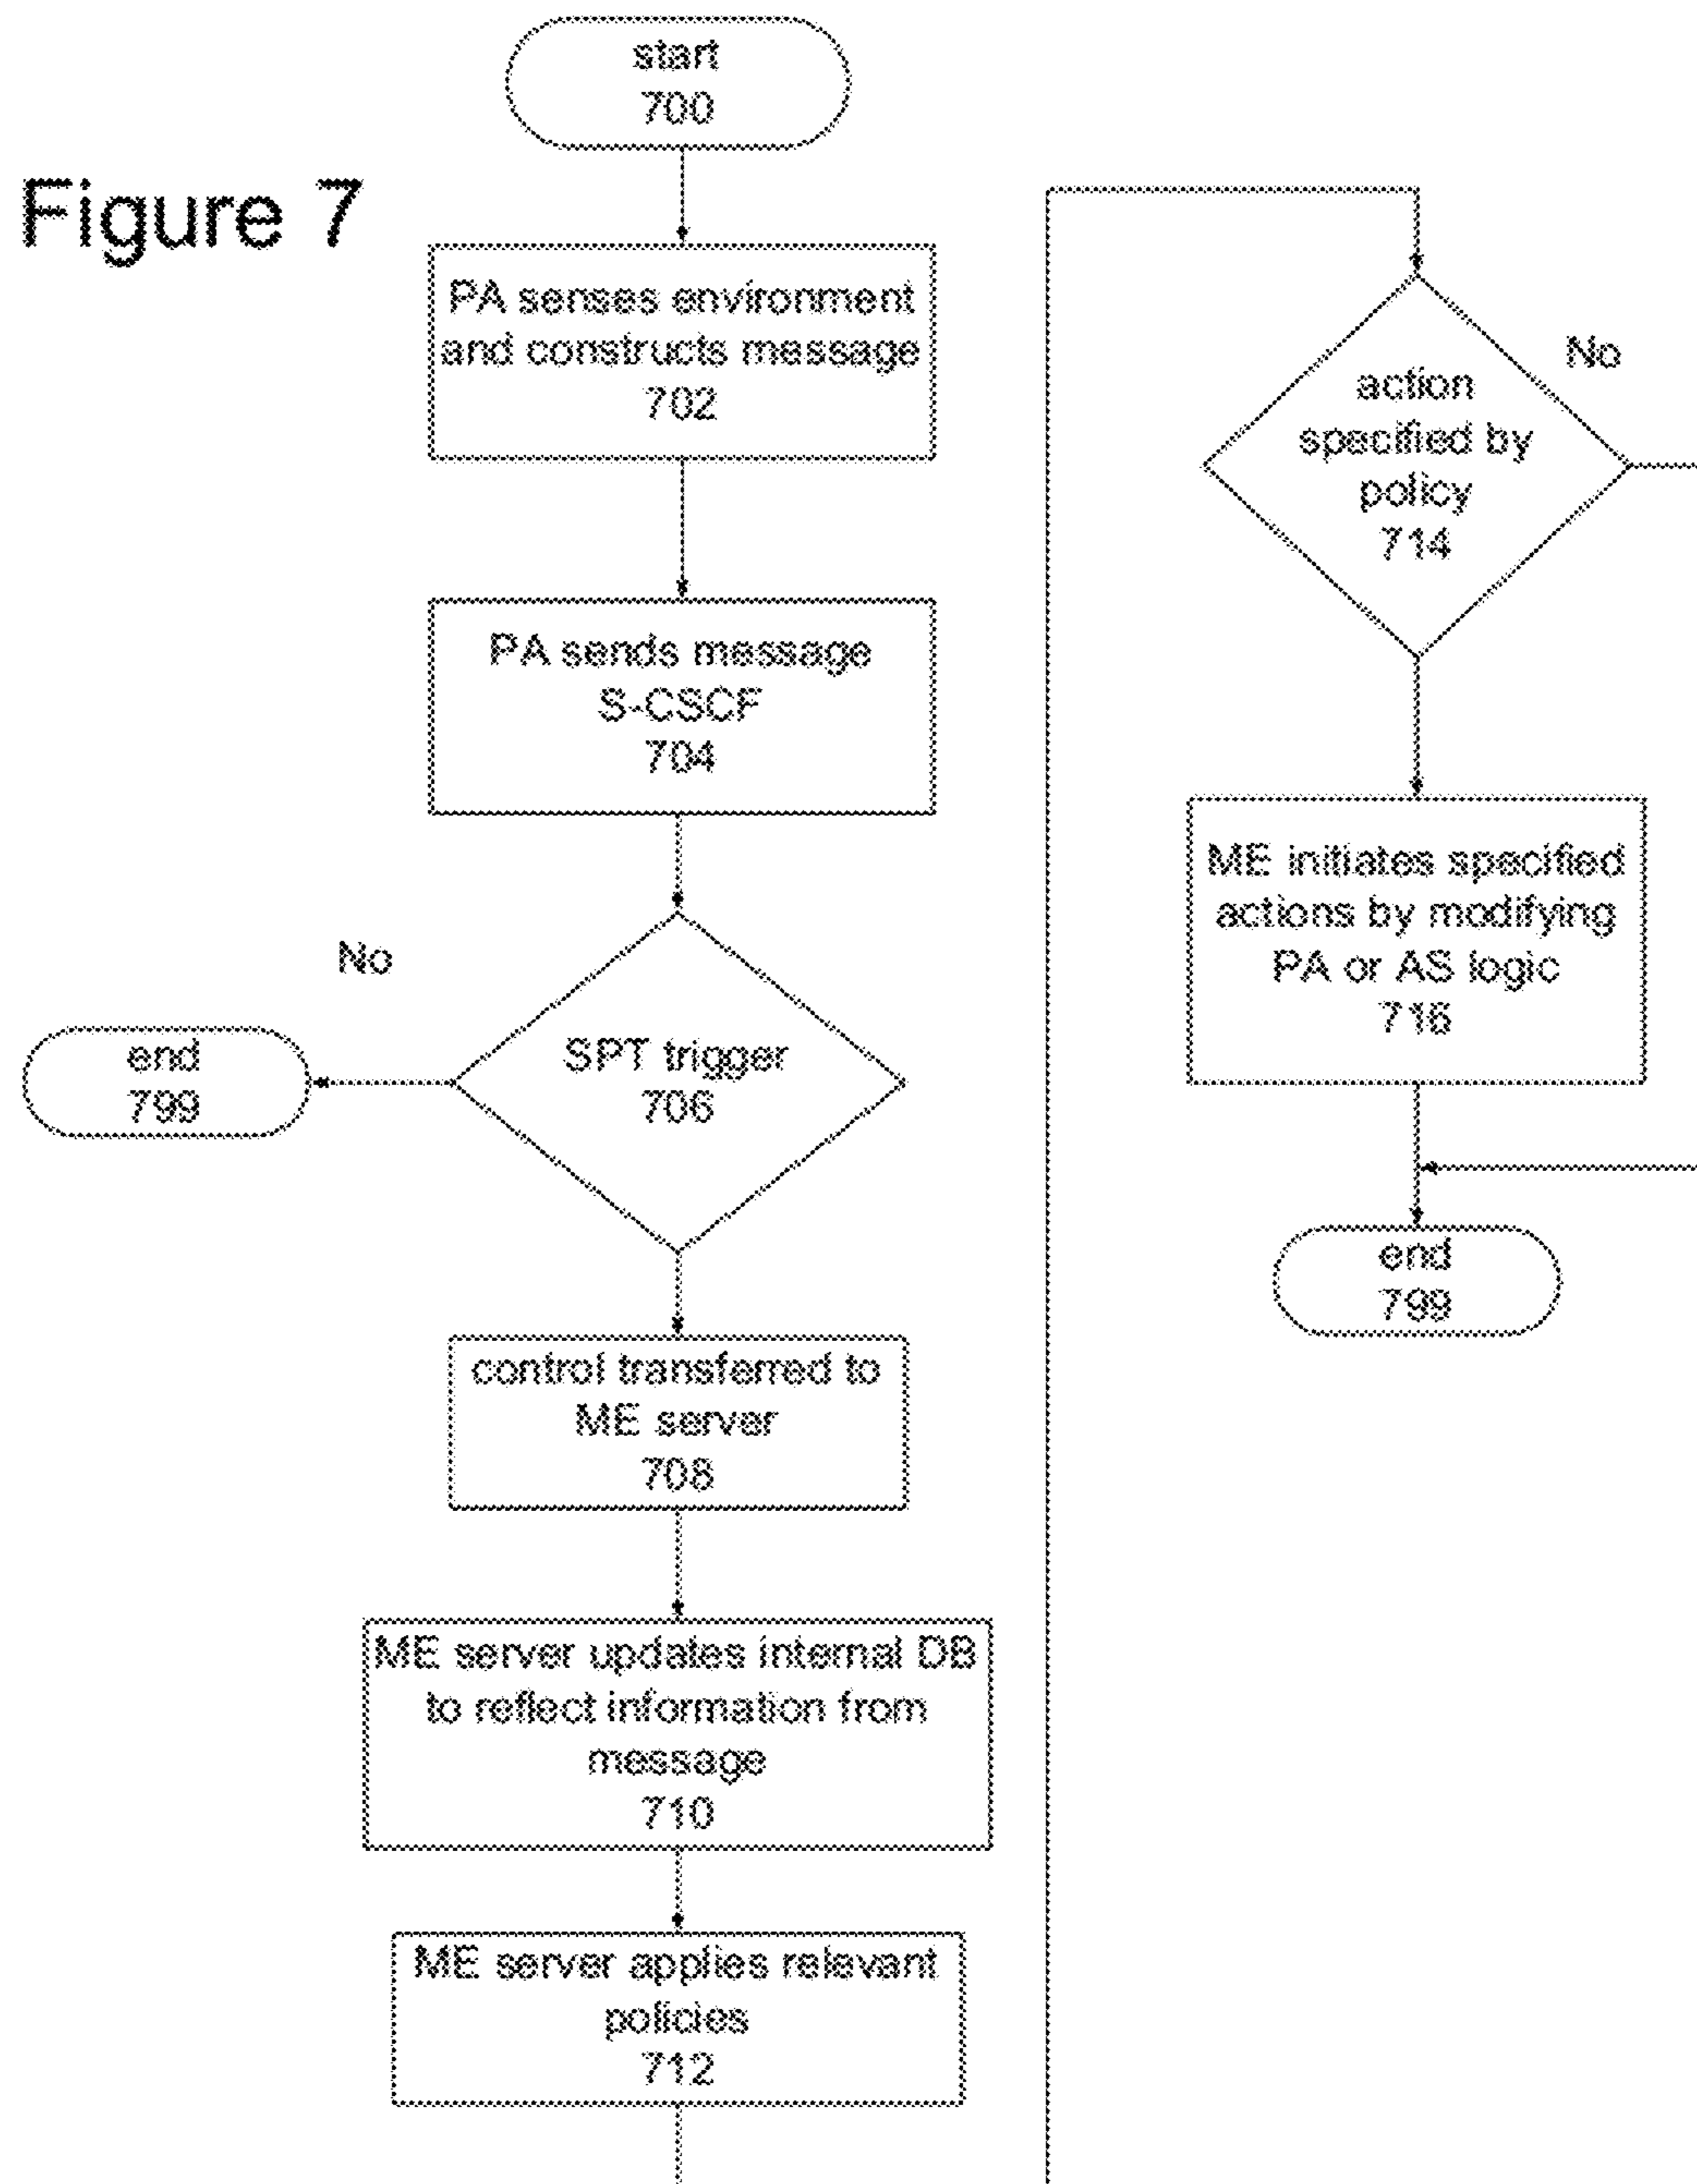 Figure 7
start
700
PA senses environment
and constructs message
702
PA sends message
S-CSCF
704
No
SPT trigger
706
end
799
control transferred to
ME server
708
ME server updates internal DB
to reflect information from
message
710
ME server applies relevant
policies
712
No
action
specified by
policy
714
ME initiates specified
actions by modifying
PA or AS logic
716
end
799